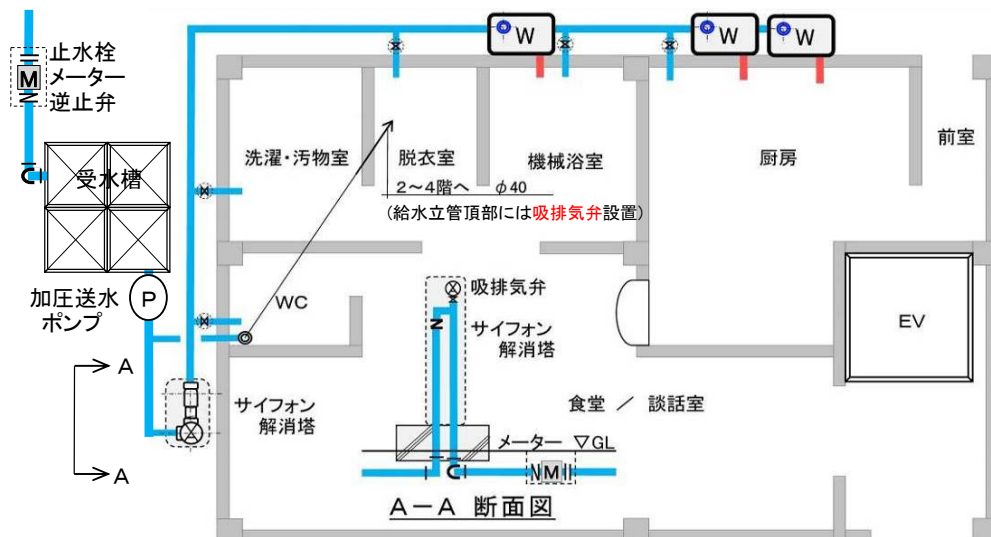 止水栓
メーター
逆止弁
M
受水槽
加圧送水
ポンプ
P
A
A
W
W
W
洗濯・汚物室
脱衣室
機械浴室
厨房
前室
2～4階へ φ40
(給水立管頂部には吸排気弁設置)
WC
吸排気弁
サイフォン
解消塔
EV
サイフォン
解消塔
食堂 ／ 談話室
メーター ▽GL
M
A－A 断面図